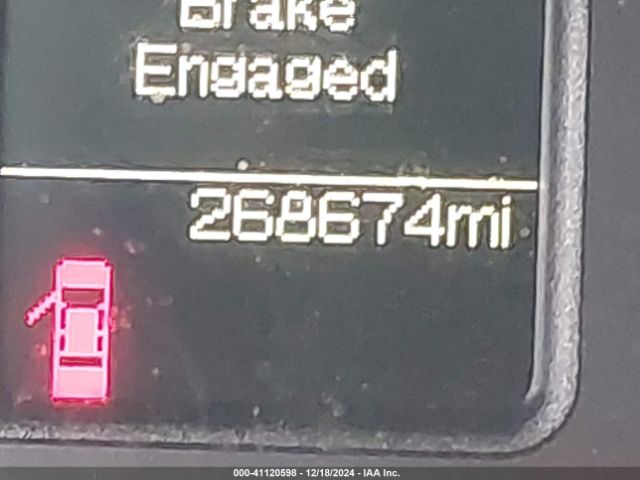 Brake
Engaged
268674mi
000-41120598 - 12/18/2024 - IAA Inc.